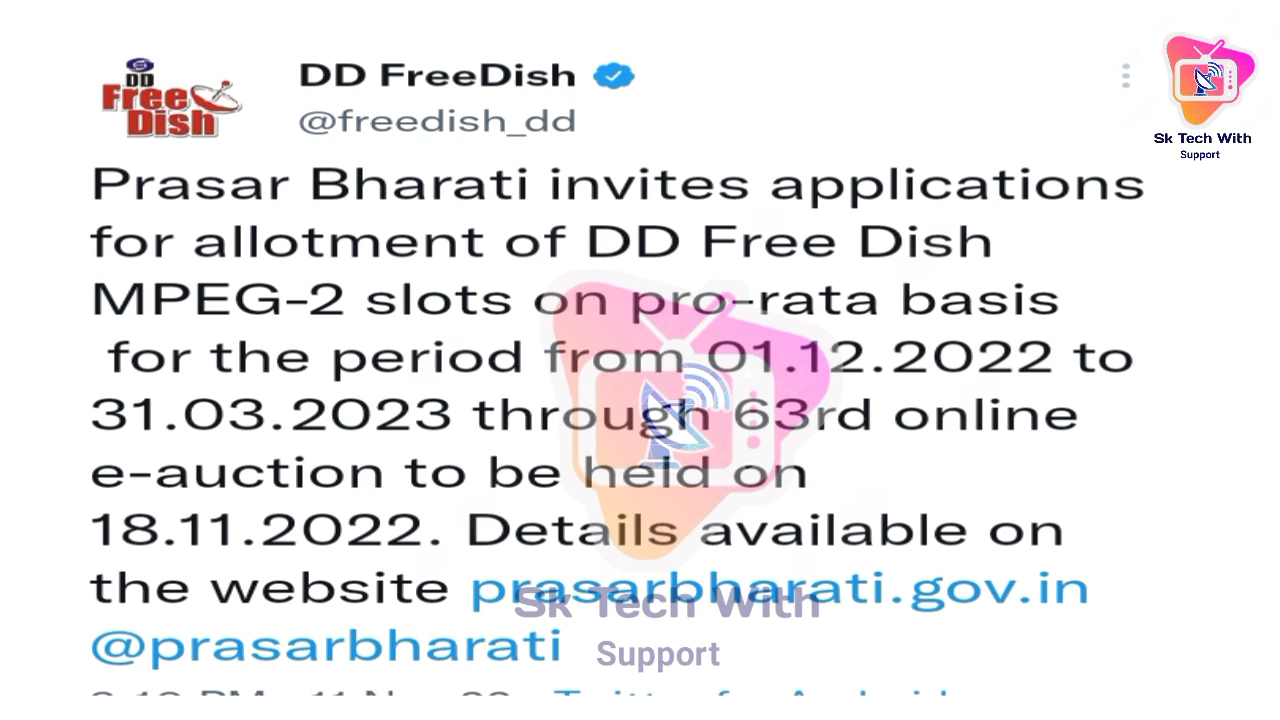 DD
Free
Dish
DD FreeDish
@freedish_dd
Sk Tech With
Support
Prasar Bharati invites applications
for allotment of DD Free Dish
MPEG-2 slots on pro-rata basis
for the period from 01.12.2022 to
31.03.2023 through 63rd online
e-auction to be held on
18.11.2022. Details available on
the website prasarbharati.gov.in
Sk Tech With
@prasarbharati
Support